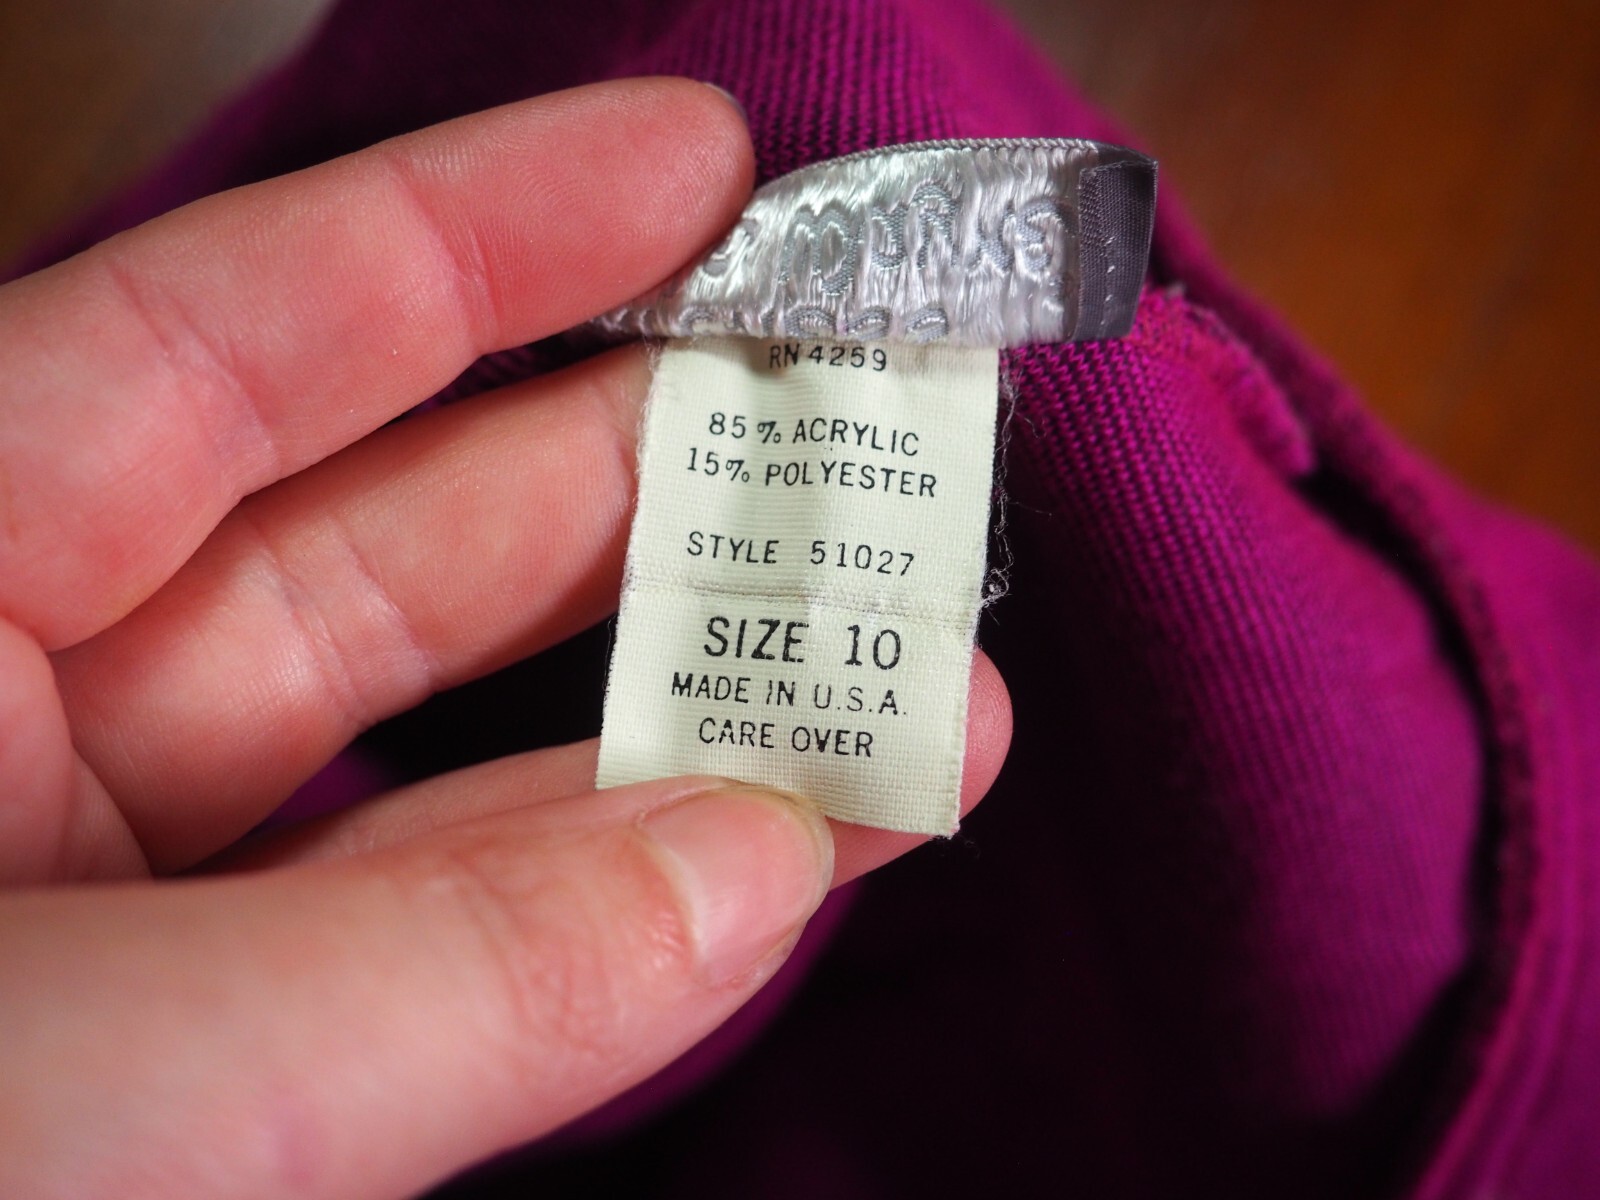 RN 4259
85% ACRYLIC
15% POLYESTER
STYLE 51027
SIZE 10
MADE IN U.S.A.
CARE OVER